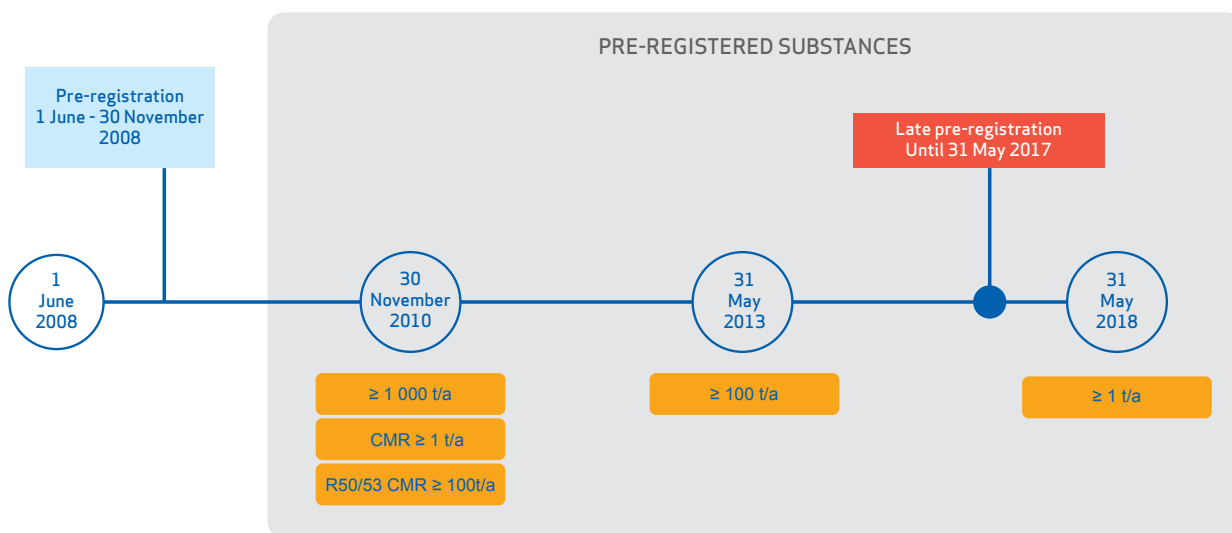 PRE-REGISTERED SUBSTANCES
Pre-registration
1 June - 30 November
2008
Late pre-registration
Until 31 May 2017
1
June
2008
30
November
2010
31
May
2013
31
May
2018
≥ 1 000 t/a
≥ 100 t/a
≥ 1 t/a
CMR ≥ 1 t/a
R50/53 CMR ≥ 100t/a